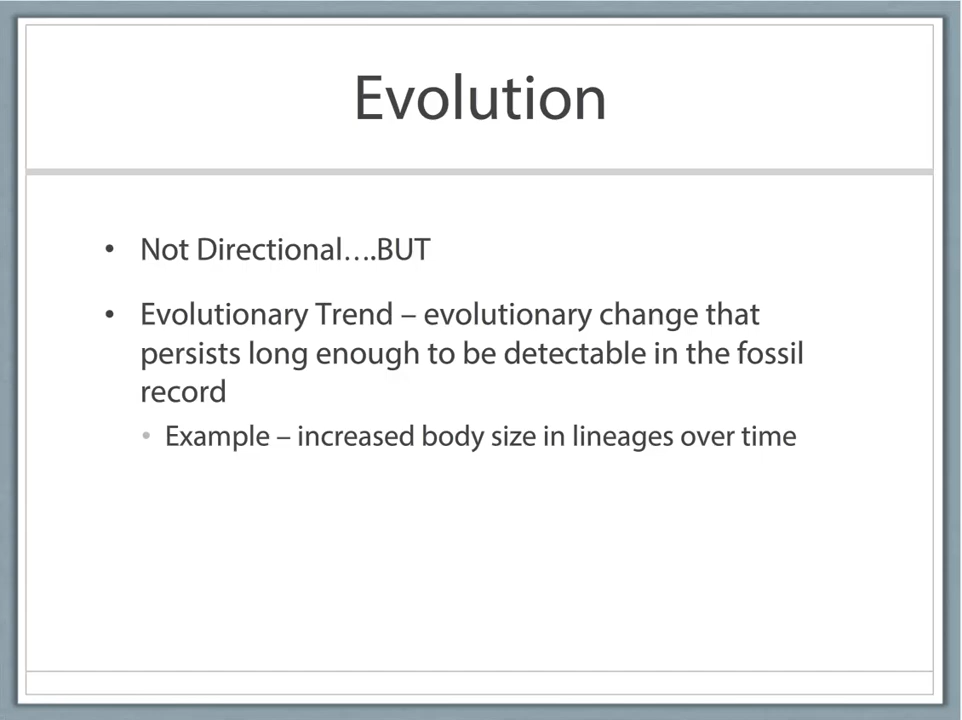 Evolution
• Not Directional….BUT
• Evolutionary Trend – evolutionary change that
persists long enough to be detectable in the fossil
record
• Example – increased body size in lineages over time